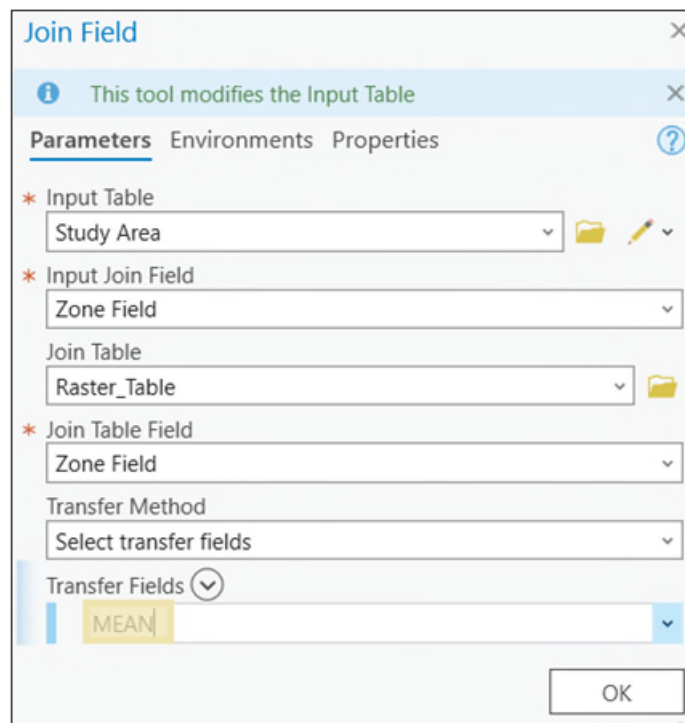 Join Field
This tool modifies the Input Table
Parameters Environments Properties
* Input Table
Study Area
* Input Join Field
Zone Field
Join Table
Raster_Table
* Join Table Field
Zone Field
Transfer Method
Select transfer fields
Transfer Fields
MEAN
OK